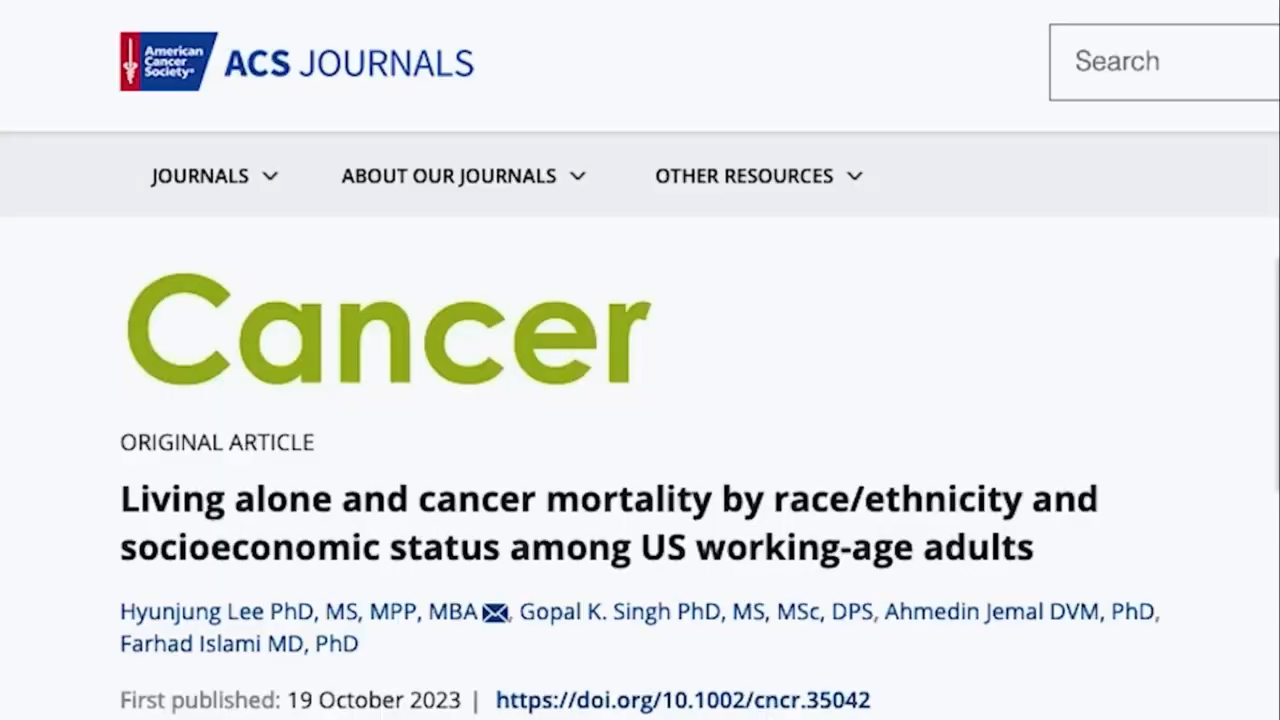 American
Cancer
Society®
ACS JOURNALS
Search
JOURNALS
ABOUT OUR JOURNALS
OTHER RESOURCES
Cancer
ORIGINAL ARTICLE
Living alone and cancer mortality by race/ethnicity and
socioeconomic status among US working-age adults
Hyunjung Lee PhD, MS, MPP, MBA, Gopal K. Singh PhD, MS, MSc, DPS, Ahmedin Jemal DVM, PhD,
Farhad Islami MD, PhD
First published: 19 October 2023 | https://doi.org/10.1002/cncr.35042